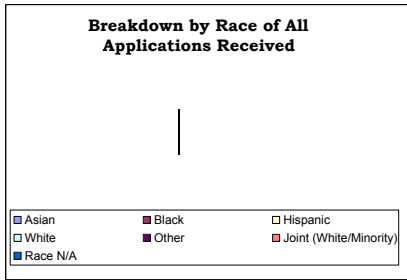 Breakdown by Race of All
Applications Received
Asian Black Hispanic
White Other Joint (White/Minority)
Race N/A